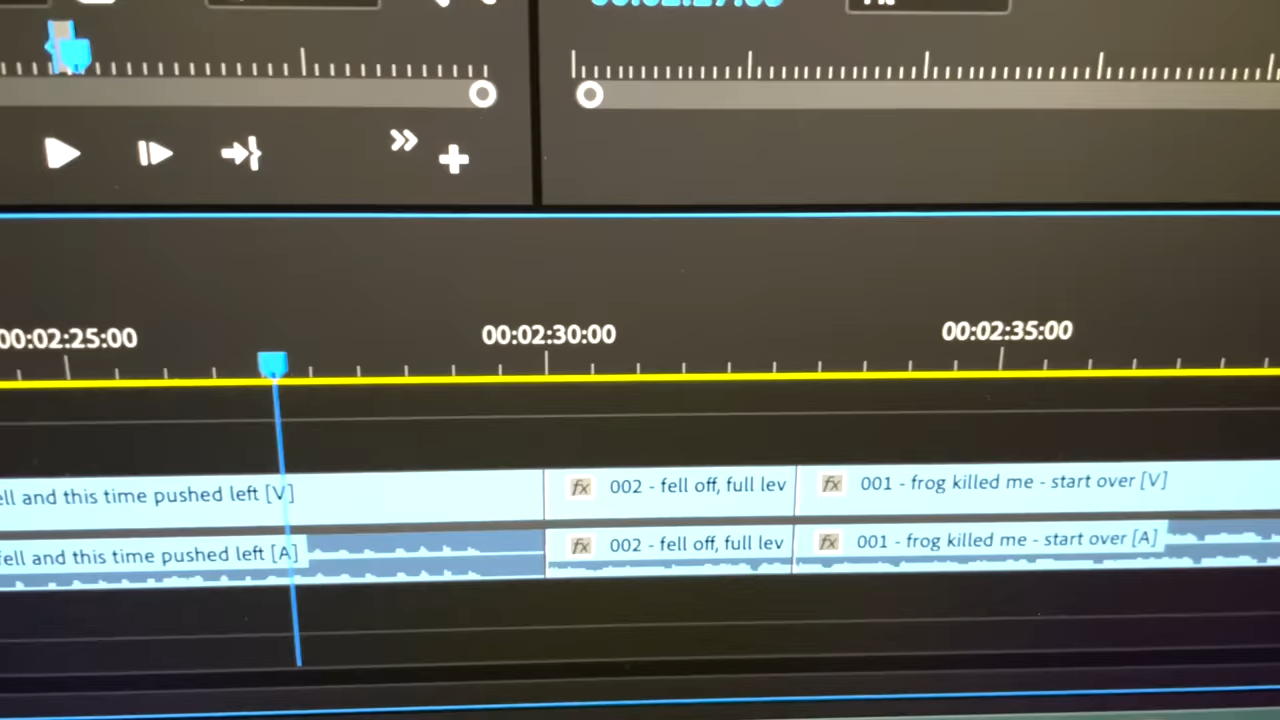 00:02:25:00 00:02:30:00 00:02:35:00
ell and this time pushed left [V] fx 002 - fell off, full lev fx 001 - frog killed me - start over [V]
fell and this time pushed left [A] fx 002 - fell off, full lev fx 001 - frog killed me - start over [A]